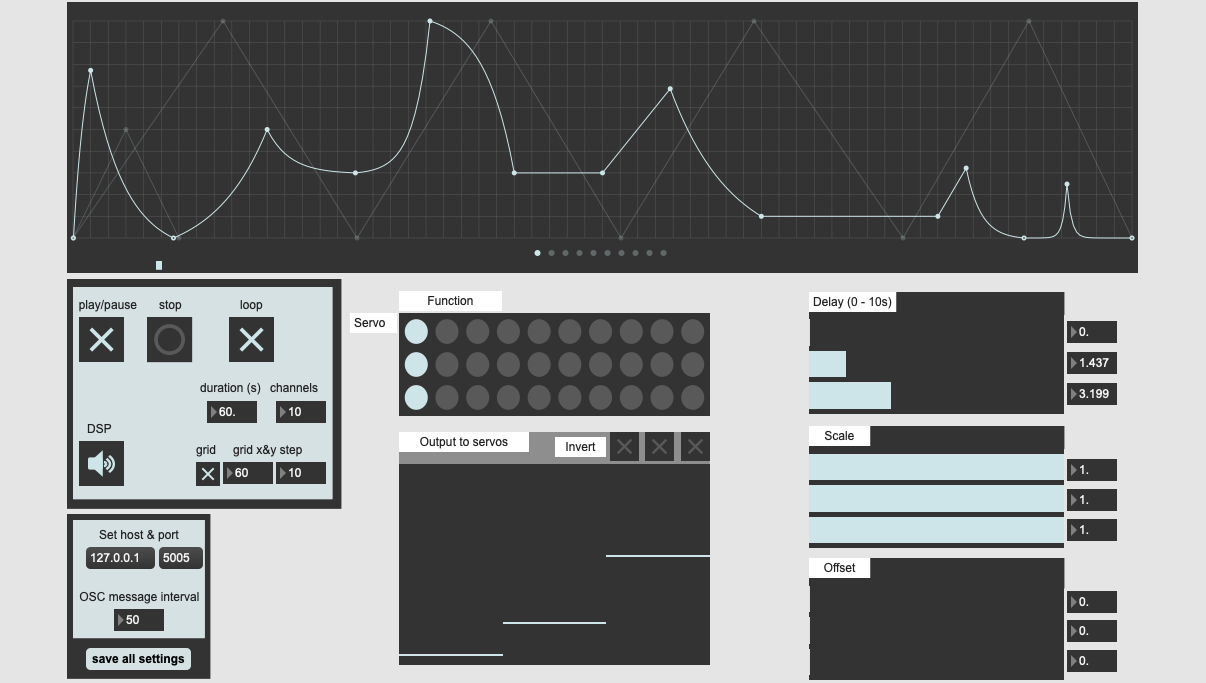 play/pause stop loop
duration (s) channels
60. 10
DSP
grid grid x&y step
60 10
Set host & port
127.0.0.1 5005
OSC message interval
50
save all settings
Function
Servo
Output to servos
Invert
Delay (0 - 10s)
0.
1.437
3.199
Scale
1.
1.
1.
Offset
0.
0.
0.